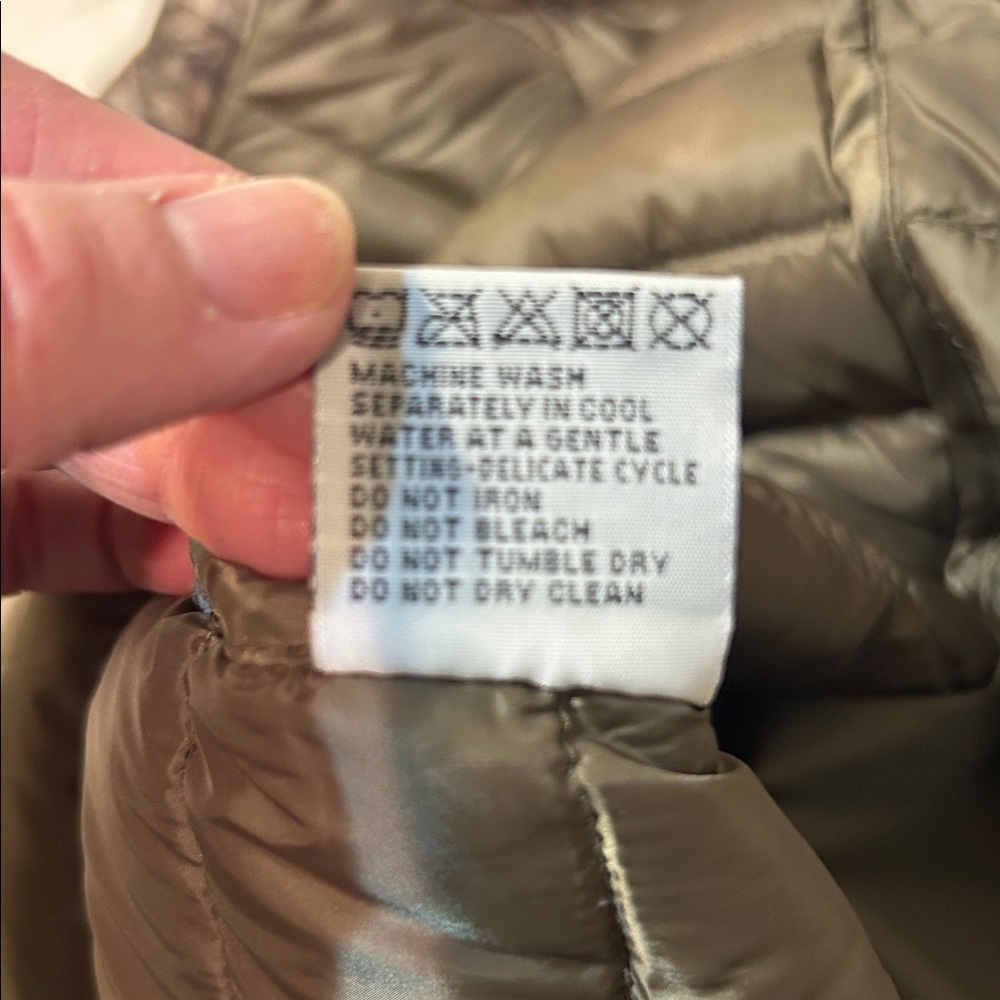 MACHINE WASH
SEPARATELY IN COOL
WATER AT A GENTLE
SETTING-DELICATE CYCLE
DO NOT IRON
DO NOT BLEACH
DO NOT TUMBLE DRY
DO NOT DRY CLEAN